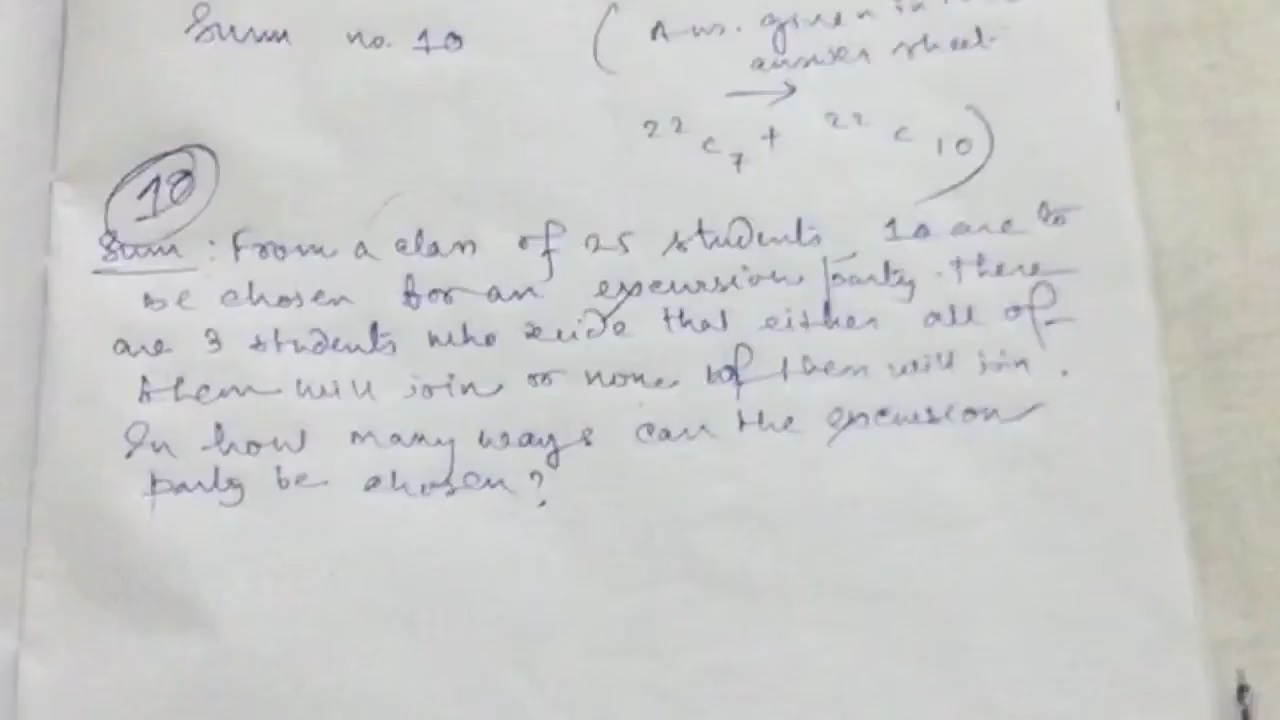 Sum no. 10 ( Ans. given in
answer sheet
→
²²C₇ + ²²C₁₀)
10
Sum : From a class of 25 students, 10 are to
be chosen for an excursion party. There
are 3 students who decide that either all of
them will join or none of them will join.
In how many ways can the excursion
party be chosen?